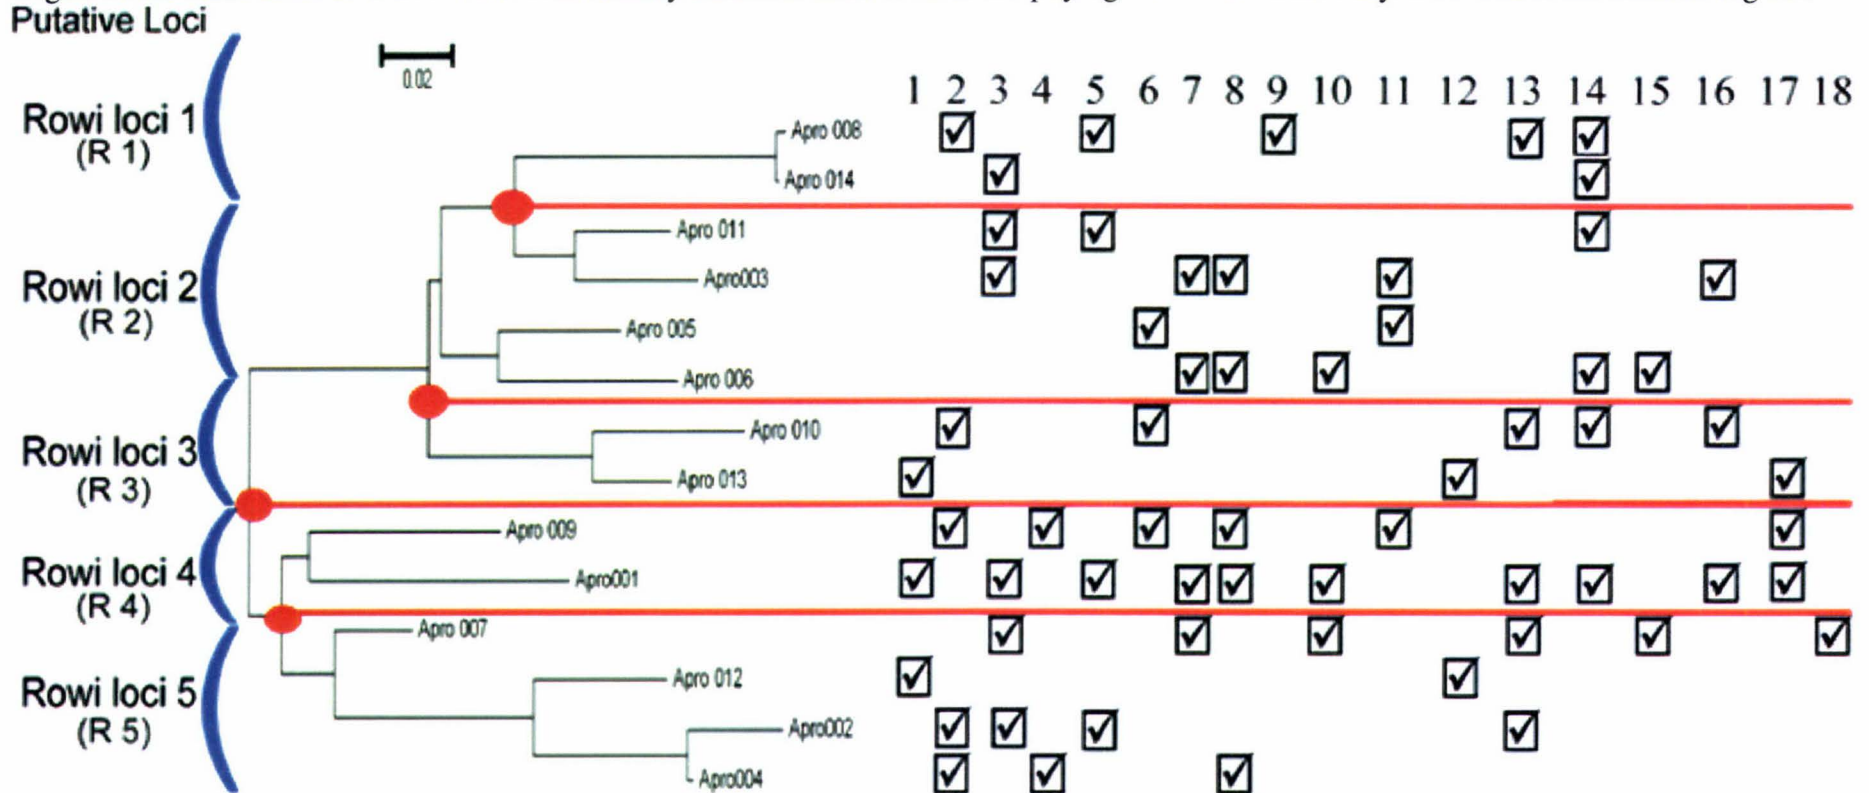 Putative Loci
0.02
1 2 3 4 5 6 7 8 9 10 11 12 13 14 15 16 17 18
Rowi loci 1
(R 1)
Apro 008
Apro 014
Rowi loci 2
(R 2)
Apro 011
Apro003
Apro 005
Apro 006
Rowi loci 3
(R 3)
Apro 010
Apro 013
Rowi loci 4
(R 4)
Apro 009
Apro001
Rowi loci 5
(R 5)
Apro 007
Apro 012
Apro002
Apro004